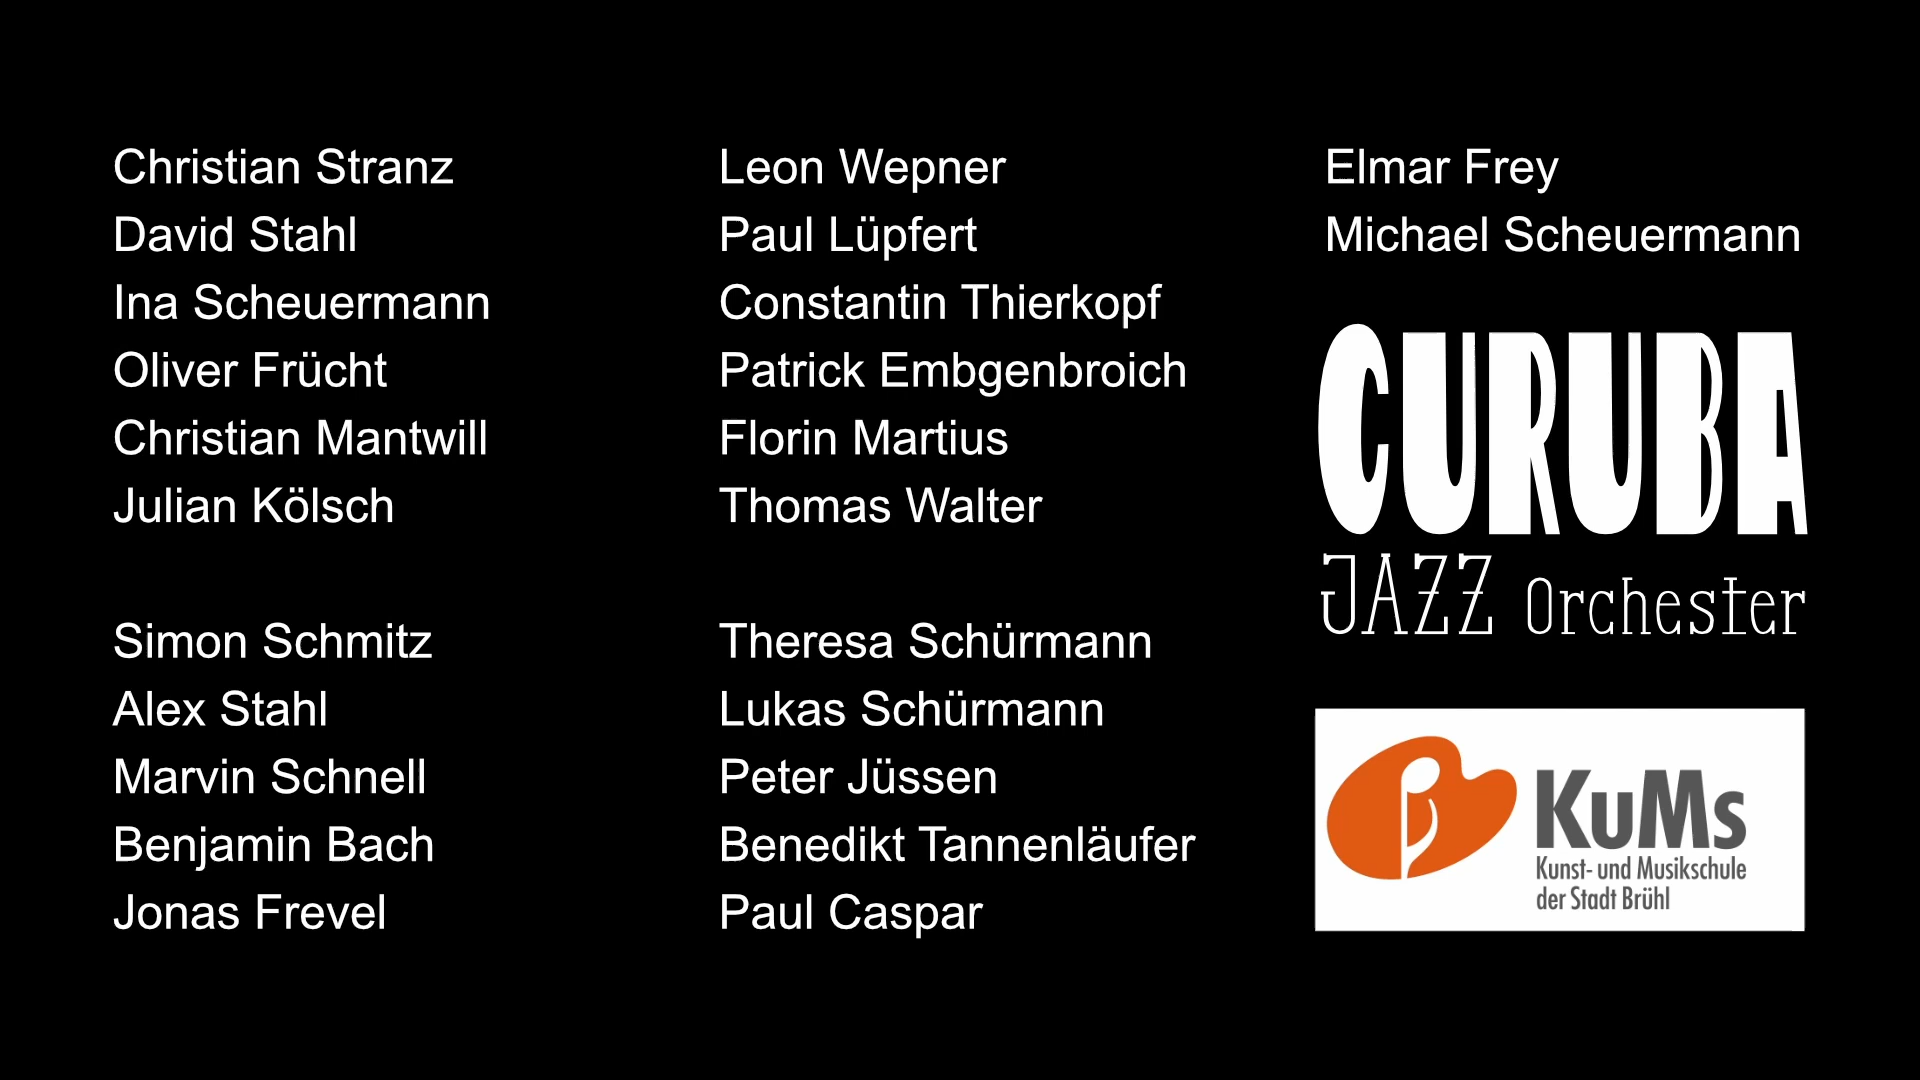 Christian Stranz
David Stahl
Ina Scheuermann
Oliver Frücht
Christian Mantwill
Julian Kölsch
Simon Schmitz
Alex Stahl
Marvin Schnell
Benjamin Bach
Jonas Frevel
Leon Wepner
Paul Lüpfert
Constantin Thierkopf
Patrick Embgenbroich
Florin Martius
Thomas Walter
Theresa Schürmann
Lukas Schürmann
Peter Jüssen
Benedikt Tannenläufer
Paul Caspar
Elmar Frey
Michael Scheuermann
CURUBA
JAZZ Orchester
KuMs
Kunst- und Musikschule
der Stadt Brühl